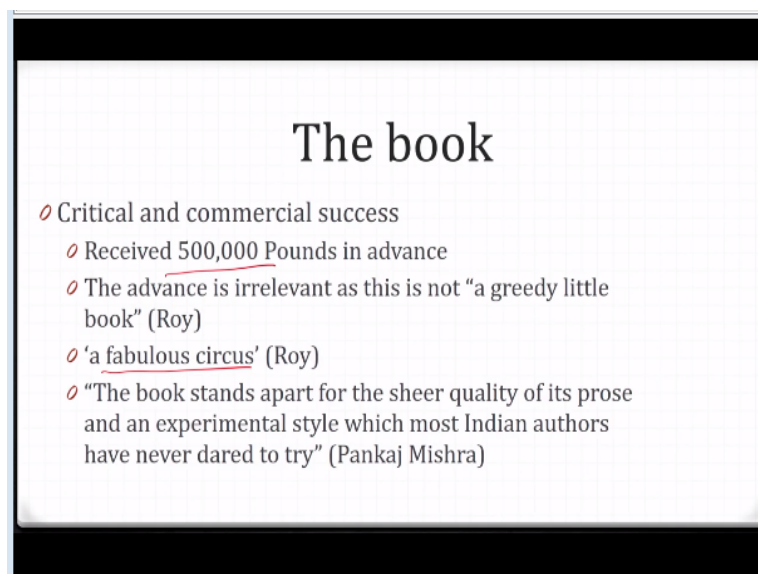 The book
Critical and commercial success
Received 500,000 Pounds in advance
The advance is irrelevant as this is not “a greedy little
book” (Roy)
‘a fabulous circus’ (Roy)
“The book stands apart for the sheer quality of its prose
and an experimental style which most Indian authors
have never dared to try” (Pankaj Mishra)